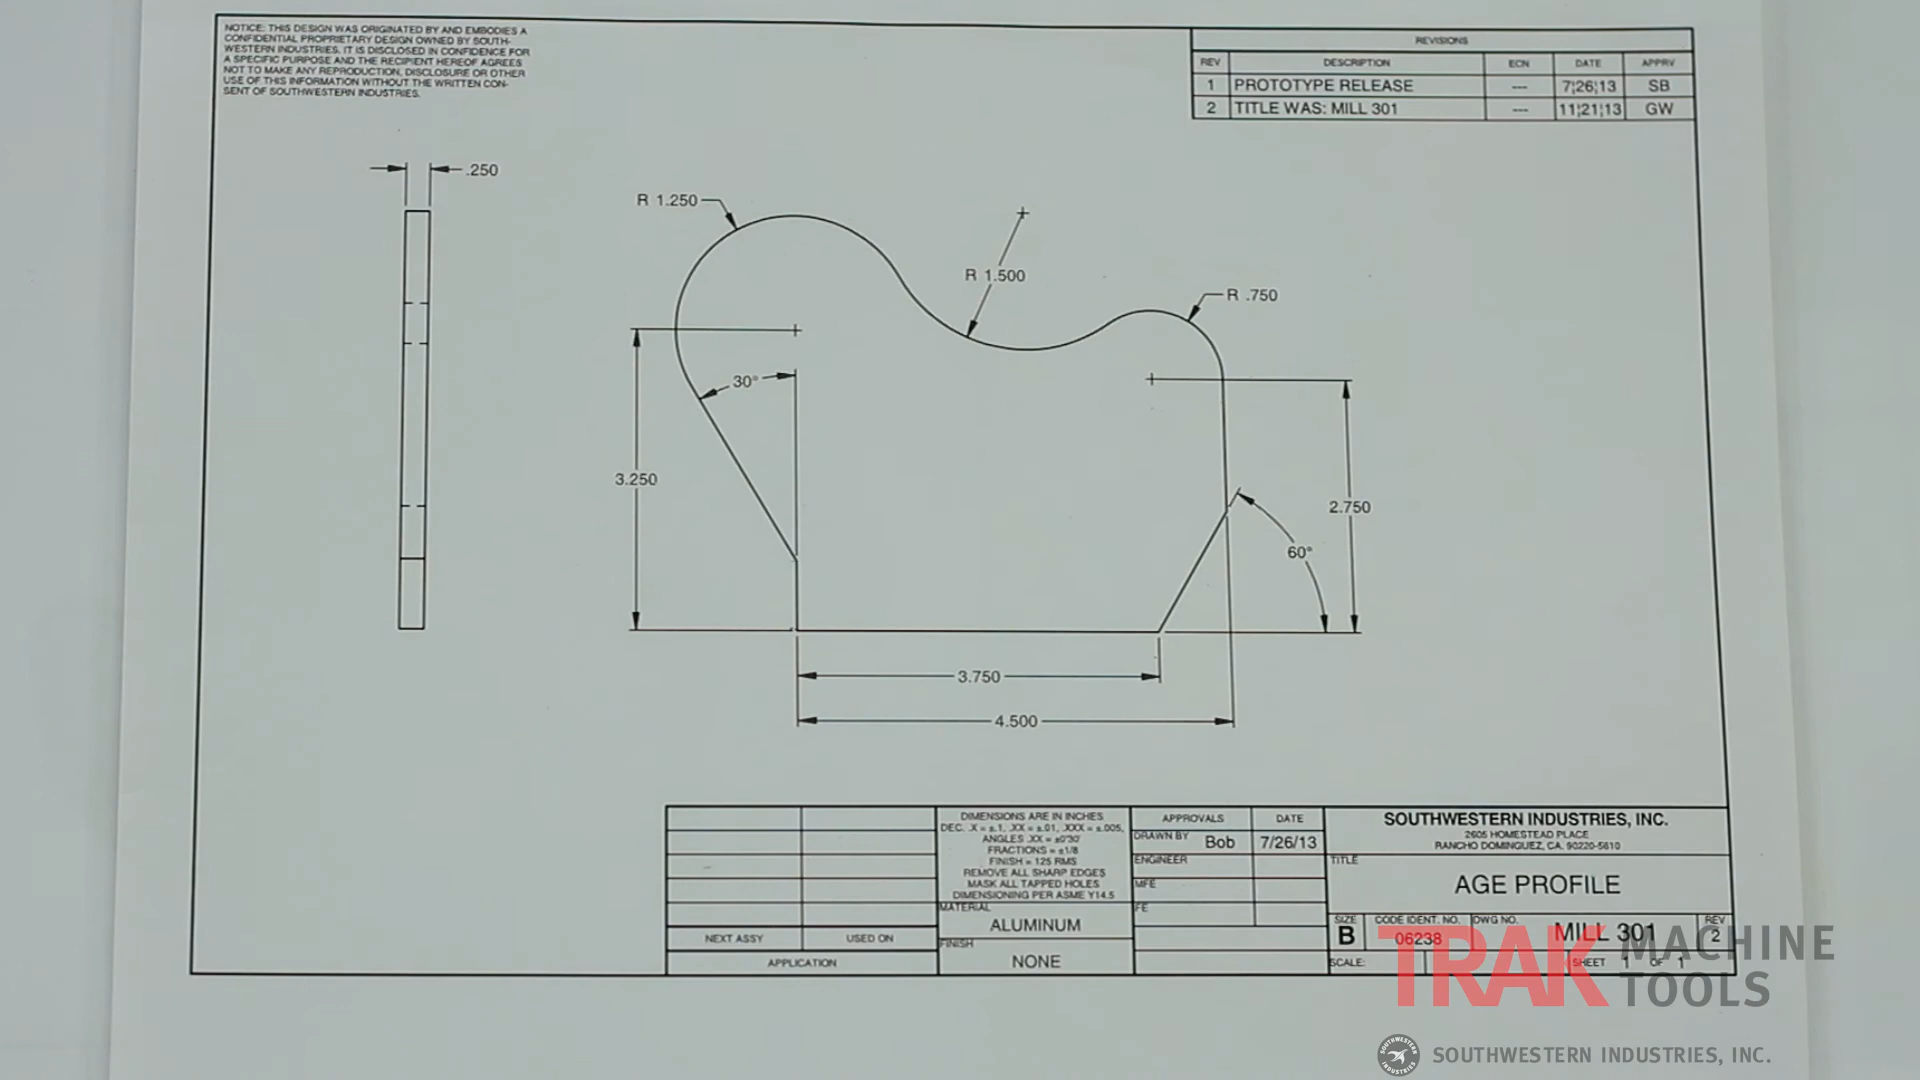 NOTICE: THIS DESIGN WAS ORIGINATED BY AND EMBODIES A
CONFIDENTIAL PROPRIETARY DESIGN OWNED BY SOUTH-
WESTERN INDUSTRIES. IT IS DISCLOSED IN CONFIDENCE FOR
A SPECIFIC PURPOSE AND THE RECIPIENT HEREOF AGREES
NOT TO MAKE ANY REPRODUCTION, DISCLOSURE OR OTHER
USE OF THIS INFORMATION WITHOUT THE WRITTEN CON-
SENT OF SOUTHWESTERN INDUSTRIES.
REVISIONS
REV DESCRIPTION ECN DATE APPRV
1 PROTOTYPE RELEASE --- 7¦26¦13 SB
2 TITLE WAS: MILL 301 --- 11¦21¦13 GW
.250
R 1.250
R 1.500
R .750
30°
3.250
2.750
60°
3.750
4.500
NEXT ASSY USED ON
APPLICATION
DIMENSIONS ARE IN INCHES
DEC. .X = ±.1, .XX = ±.01, .XXX = ±.005,
ANGLES .XX = ±0°30'
FRACTIONS = ±1/8
FINISH = 125 RMS
REMOVE ALL SHARP EDGES
MASK ALL TAPPED HOLES
DIMENSIONING PER ASME Y14.5
MATERIAL
ALUMINUM
FINISH
NONE
APPROVALS DATE
DRAWN BY Bob 7/26/13
ENGINEER
MFE
FE
SOUTHWESTERN INDUSTRIES, INC.
2605 HOMESTEAD PLACE
RANCHO DOMINGUEZ, CA. 90220-5610
TITLE
AGE PROFILE
SIZE CODE IDENT. NO. DWG NO. REV
B 06238 MILL 301 2
SCALE: SHEET 1 OF 1
TRAK MACHINE
TOOLS
SOUTHWESTERN INDUSTRIES
SOUTHWESTERN INDUSTRIES, INC.